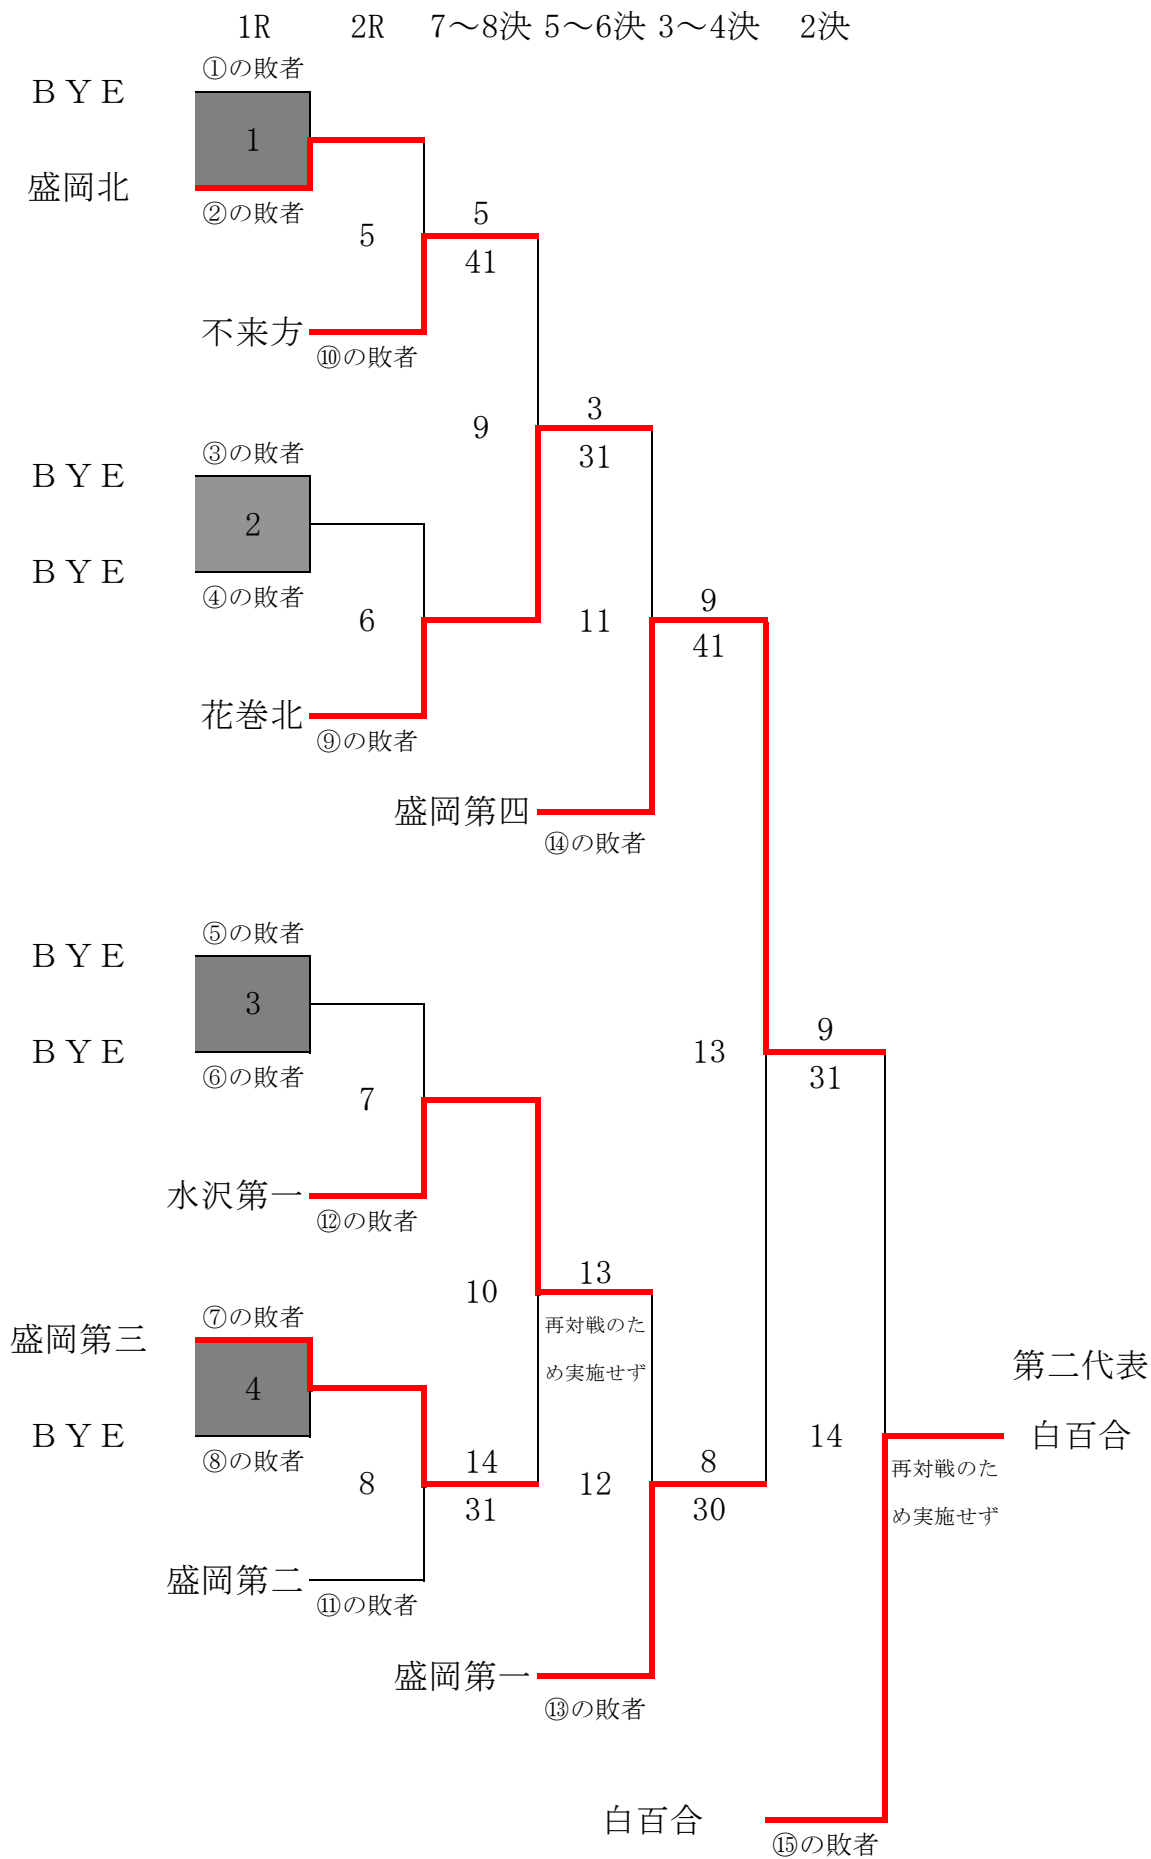 1R 2R 7～8決 5～6決 3～4決 2決
①の敗者
ＢＹＥ
1
盛岡北
②の敗者
5
5
41
不来方
⑩の敗者
3
9
31
③の敗者
ＢＹＥ
2
ＢＹＥ
④の敗者
9
6
11
41
花巻北
⑨の敗者
盛岡第四
⑭の敗者
⑤の敗者
ＢＹＥ
3
9
ＢＹＥ
13
31
⑥の敗者
7
水沢第一
⑫の敗者
13
10
⑦の敗者
再対戦のた
め実施せず
盛岡第三
第二代表
4
ＢＹＥ
14
白百合
⑧の敗者
14
8
再対戦のた
め実施せず
8
12
31
30
盛岡第二
⑪の敗者
盛岡第一
⑬の敗者
白百合
⑮の敗者